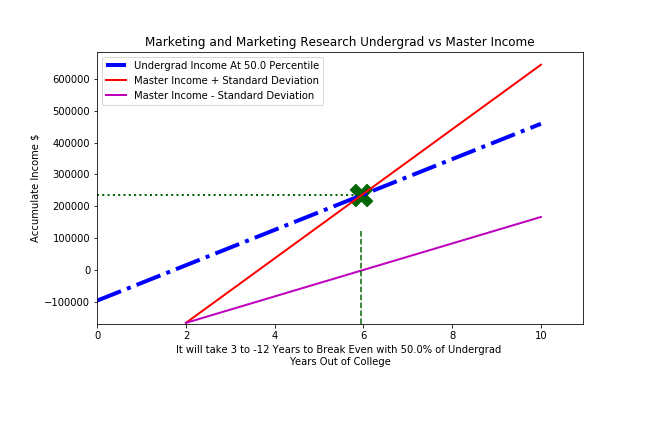 Marketing and Marketing Research Undergrad vs Master Income
Undergrad Income At 50.0 Percentile
Master Income + Standard Deviation
Master Income - Standard Deviation
Accumulate Income $
600000
500000
400000
300000
200000
100000
0
−100000
0 2 4 6 8 10
It will take 3 to -12 Years to Break Even with 50.0% of Undergrad
Years Out of College